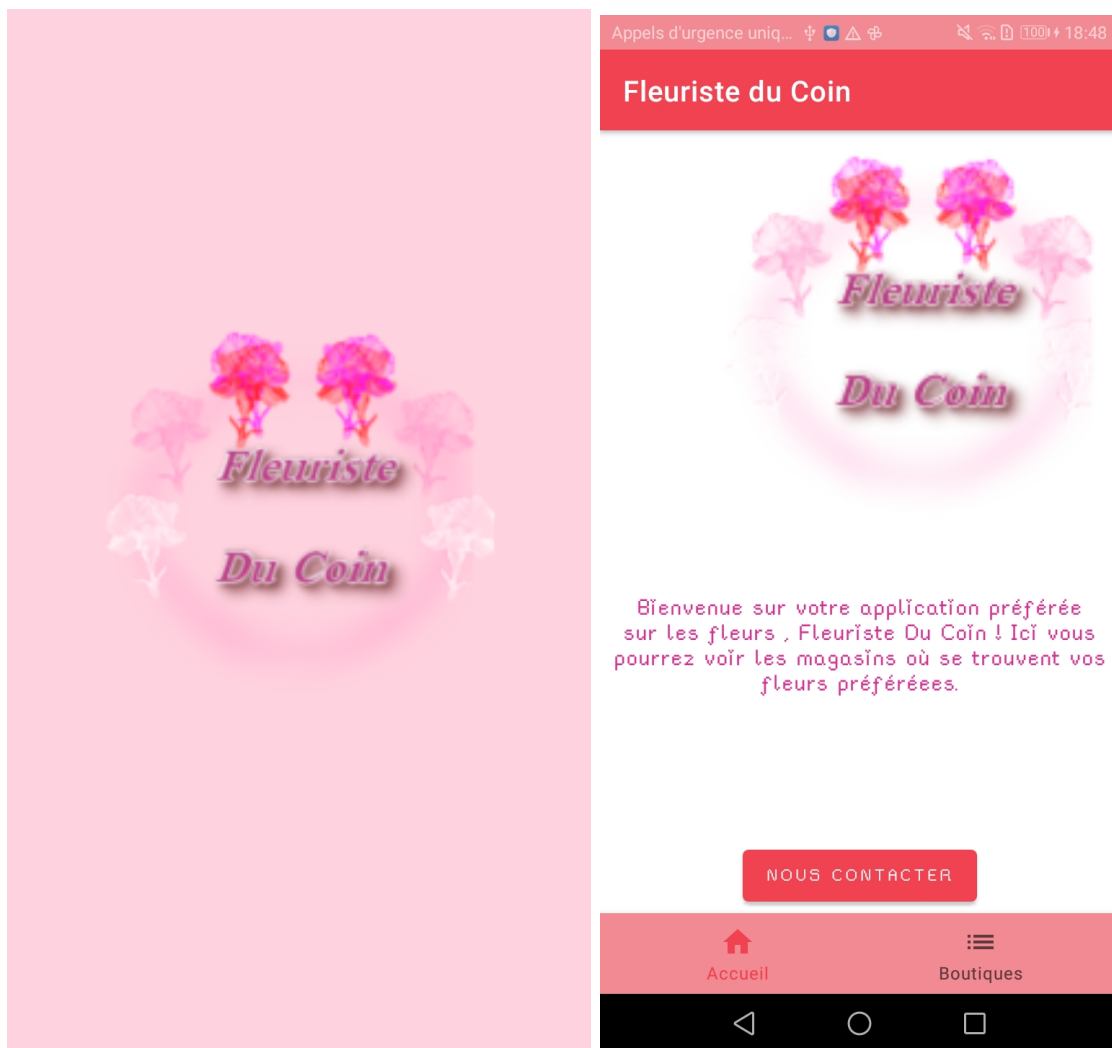 Fleuriste
Du Coin
Appels d'urgence uniq... 100 18:48
Fleuriste du Coin
Fleuriste
Du Coin
Bienvenue sur votre application préférée
sur les fleurs , Fleuriste Du Coin ! Ici vous
pourrez voir les magasins où se trouvent vos
fleurs préféréees.
NOUS CONTACTER
Accueil Boutiques